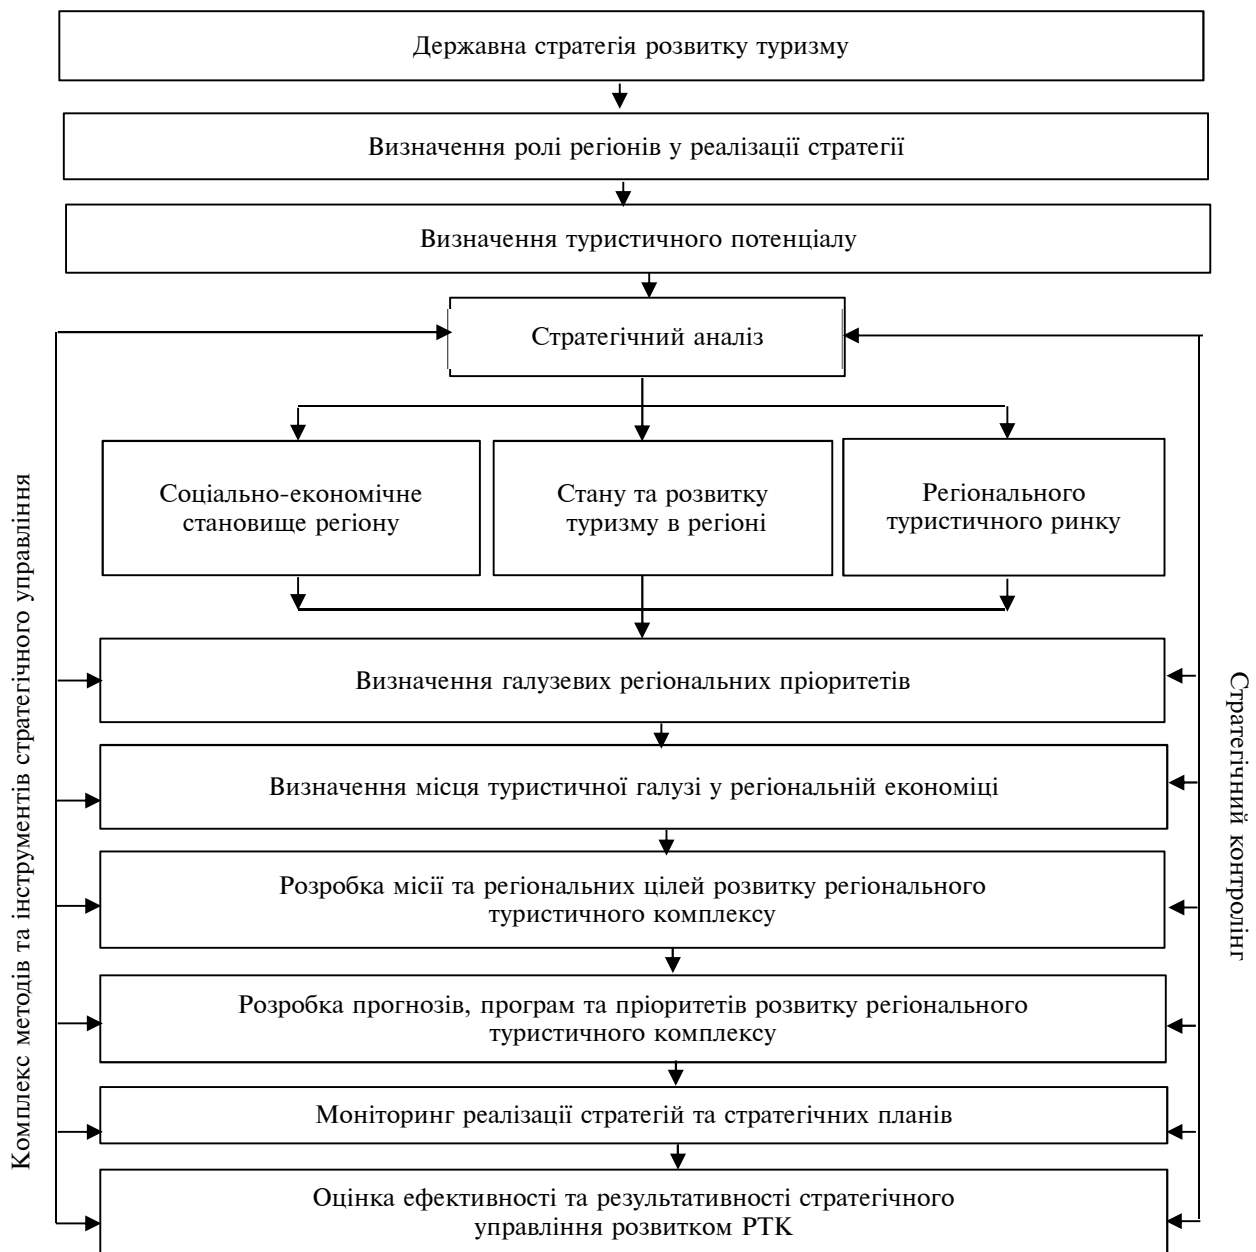 Державна стратегія розвитку туризму
Визначення ролі регіонів у реалізації стратегії
Визначення туристичного потенціалу
Стратегічний аналіз
Соціально-економічне
становище регіону
Стану та розвитку
туризму в регіоні
Регіонального
туристичного ринку
Визначення галузевих регіональних пріоритетів
Визначення місця туристичної галузі у регіональній економіці
Розробка місії та регіональних цілей розвитку регіонального
туристичного комплексу
Розробка прогнозів, програм та пріоритетів розвитку регіонального
туристичного комплексу
Моніторинг реалізації стратегій та стратегічних планів
Оцінка ефективності та результативності стратегічного
управління розвитком РТК
Комплекс методів та інструментів стратегічного управління
Стратегічний контролінг